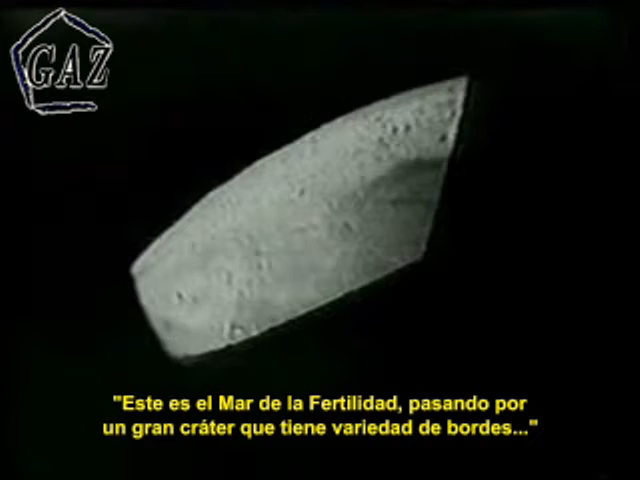 GAZ
"Este es el Mar de la Fertilidad, pasando por
un gran cráter que tiene variedad de bordes..."